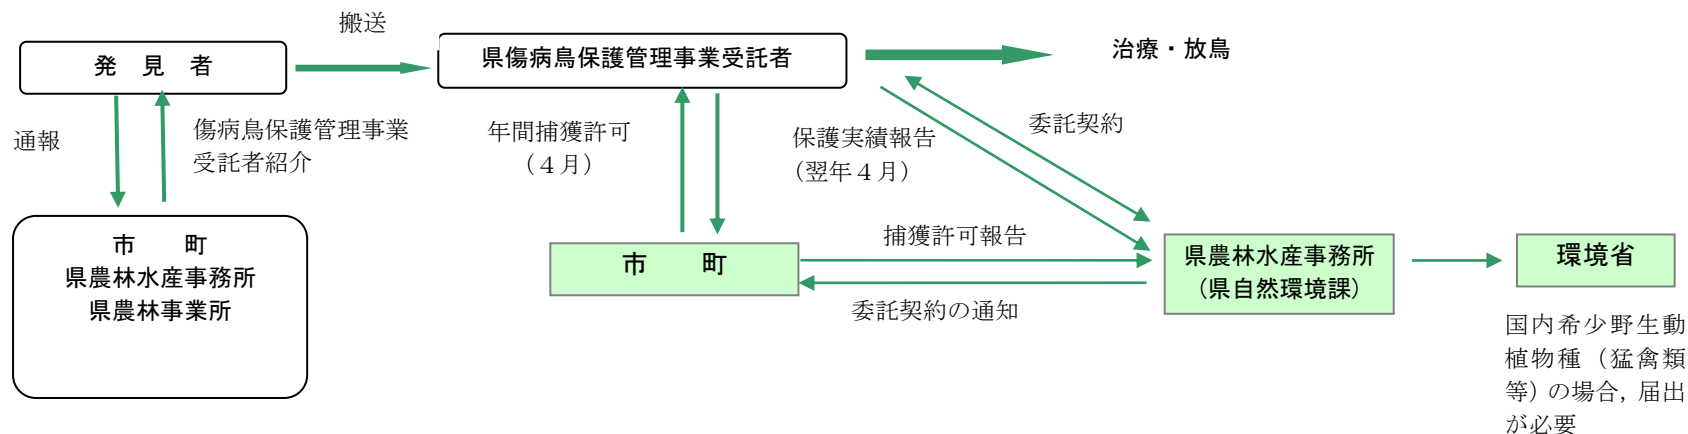 搬送
発　見　者
県傷病鳥保護管理事業受託者
治療・放鳥
通報
傷病鳥保護管理事業
受託者紹介
年間捕獲許可
（４月）
保護実績報告
（翌年４月）
委託契約
市　　町
県農林水産事務所
県農林事業所
市　　町
捕獲許可報告
委託契約の通知
県農林水産事務所
（県自然環境課）
環境省
国内希少野生動
植物種（猛禽類
等）の場合，届出
が必要